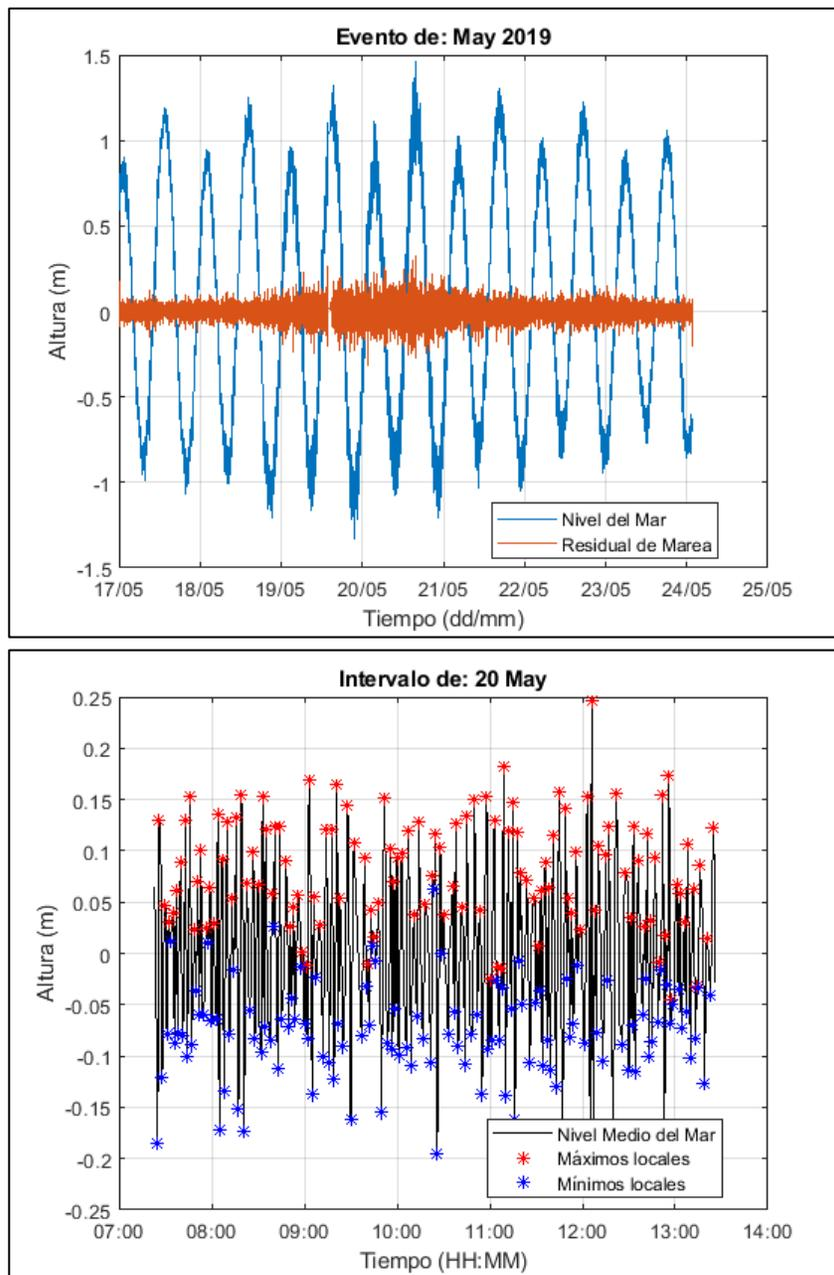 Evento de: May 2019
1.5
1
0.5
0
-0.5
-1
-1.5
Altura (m)
Nivel del Mar
Residual de Marea
17/05 18/05 19/05 20/05 21/05 22/05 23/05 24/05 25/05
Tiempo (dd/mm)
Intervalo de: 20 May
0.25
0.2
0.15
0.1
0.05
0
-0.05
-0.1
-0.15
-0.2
-0.25
Altura (m)
Nivel Medio del Mar
Máximos locales
Mínimos locales
07:00 08:00 09:00 10:00 11:00 12:00 13:00 14:00
Tiempo (HH:MM)